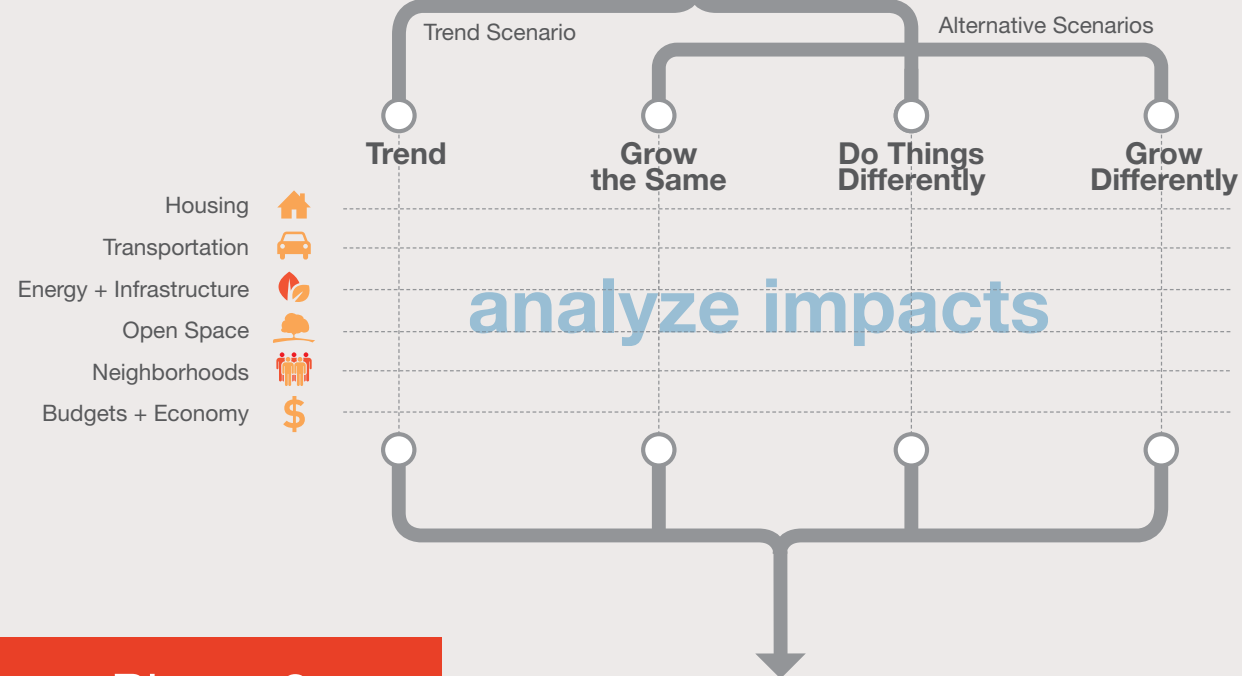 Trend Scenario
Alternative Scenarios
Trend
Grow
the Same
Do Things
Differently
Grow
Differently
Housing
Transportation
Energy + Infrastructure
Open Space
Neighborhoods
Budgets + Economy
$
analyze impacts